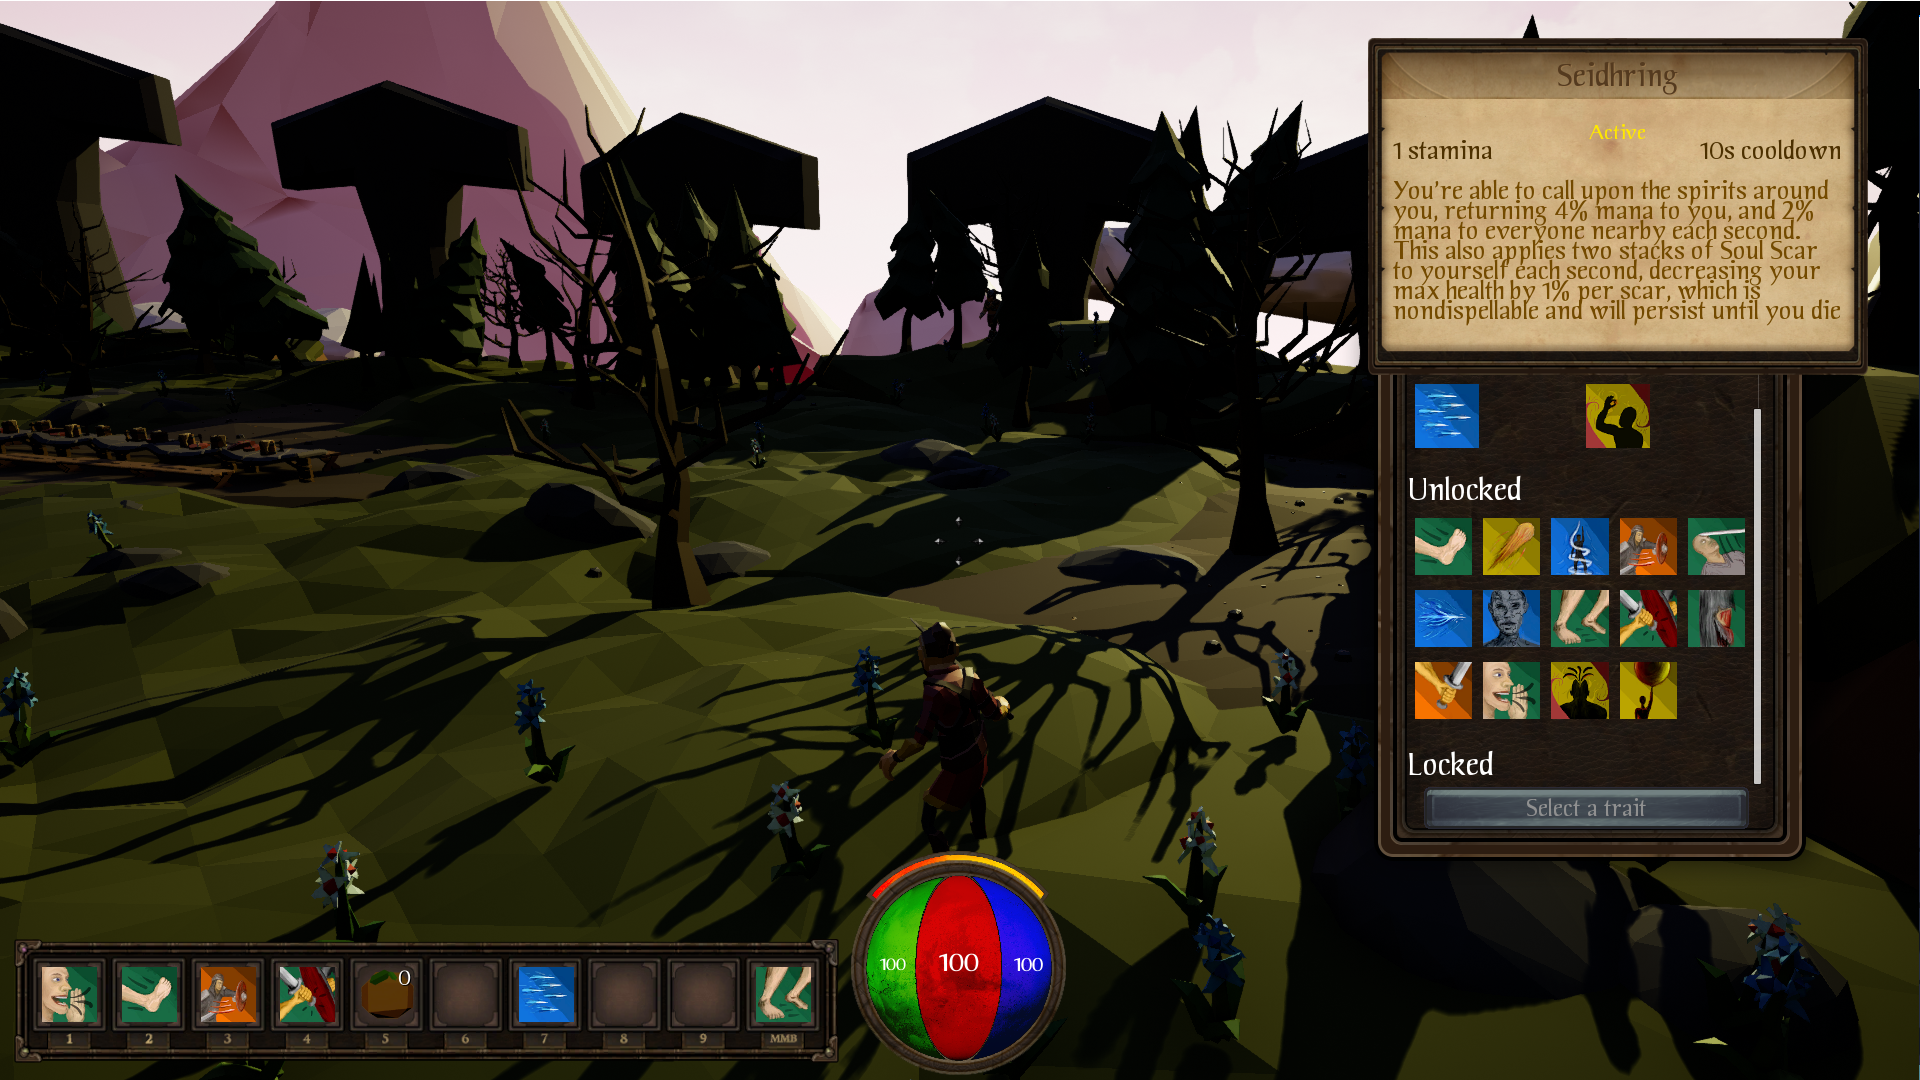 Seidhring
Active
1 stamina
10s cooldown
You're able to call upon the spirits around
you, returning 4% mana to you, and 2%
mana to everyone nearby each second.
This also applies two stacks of Soul Scar
to yourself each second, decreasing your
max health by 1% per scar, which is
nondispellable and will persist until you die
Unlocked
Locked
Select a trait
0
1 2 3 4 5 6 7 8 9 MMB
100 100 100